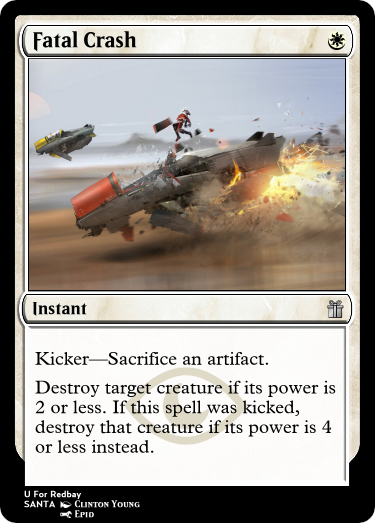 Fatal Crash
Instant
Kicker—Sacrifice an artifact.
Destroy target creature if its power is
2 or less. If this spell was kicked,
destroy that creature if its power is 4
or less instead.
U For Redbay
SANTA Clinton Young
Epid